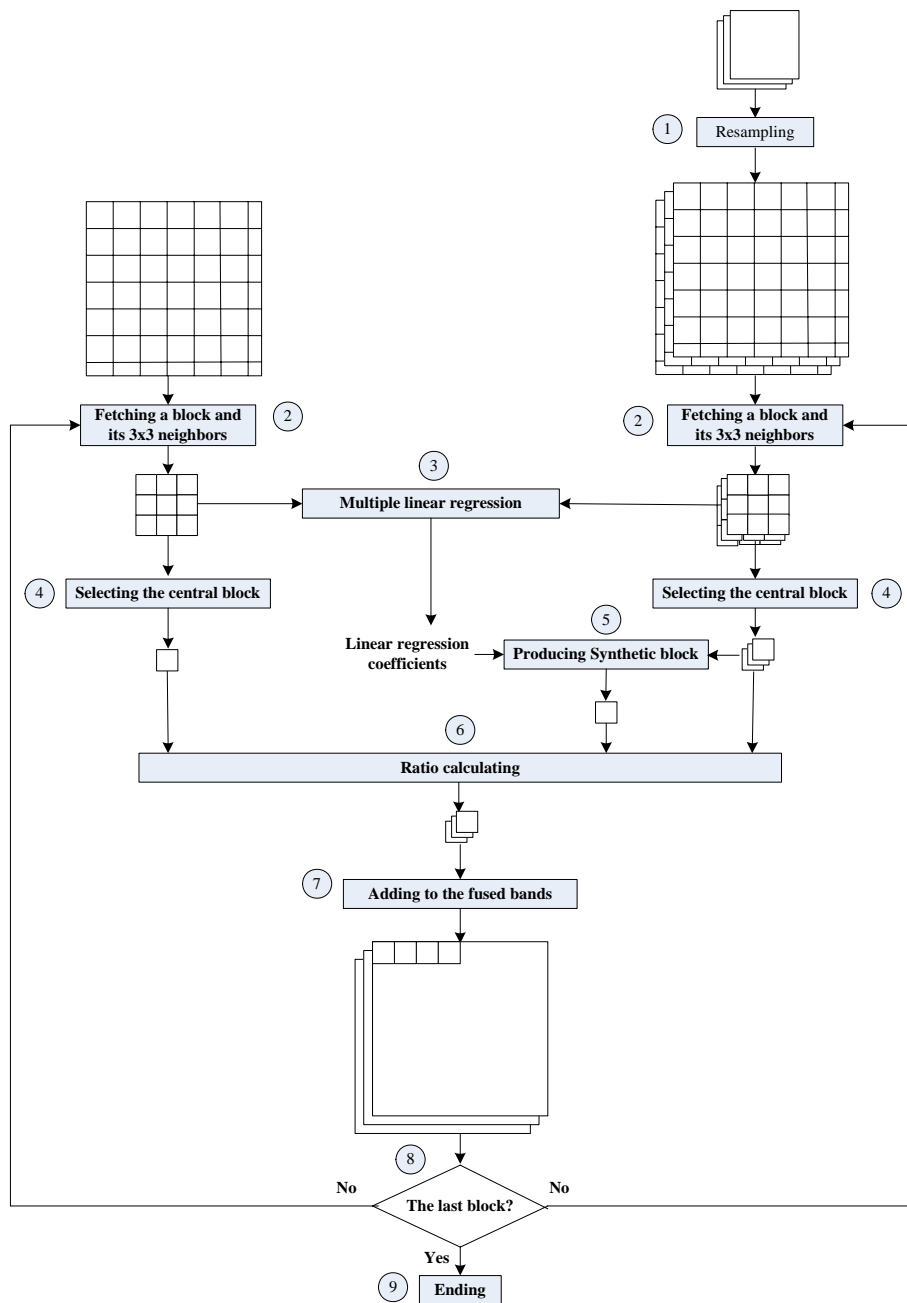 1
Resampling
Fetching a block and
its 3x3 neighbors
2
2
Fetching a block and
its 3x3 neighbors
3
Multiple linear regression
4
Selecting the central block
Selecting the central block
4
Linear regression
coefficients
5
Producing Synthetic block
6
Ratio calculating
7
Adding to the fused bands
8
No
The last block?
No
Yes
9
Ending